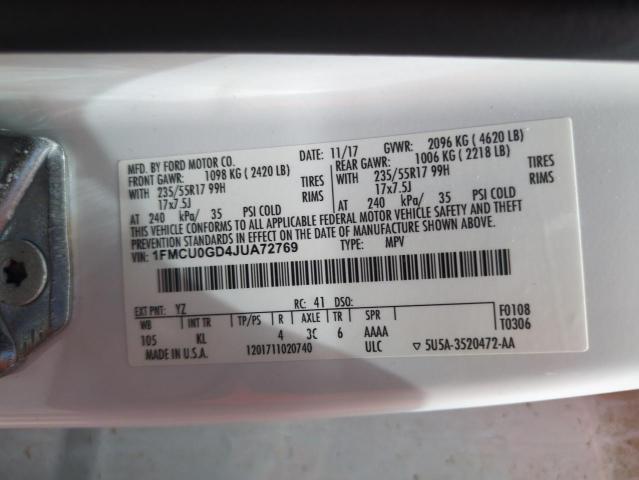 MFD. BY FORD MOTOR CO. DATE: 11/17 GVWR: 2096 KG (4620 LB)
FRONT GAWR: 1098 KG (2420 LB) REAR GAWR: 1006 KG (2218 LB)
WITH 235/55R17 99H TIRES WITH 235/55R17 99H TIRES
17x7.5J RIMS 17x7.5J RIMS
AT 240 kPa/ 35 PSI COLD AT 240 kPa/ 35 PSI COLD
THIS VEHICLE CONFORMS TO ALL APPLICABLE FEDERAL MOTOR VEHICLE SAFETY AND THEFT
PREVENTION STANDARDS IN EFFECT ON THE DATE OF MANUFACTURE SHOWN ABOVE.
VIN: 1FMCU0GD4JUA72769 TYPE: MPV
EXT PNT: YZ RC: 41 DSO: F0108
WB INT TR TP/PS R AXLE TR SPR T0306
105 KL 4 3C 6 AAAA
MADE IN U.S.A. 1201711020740 ULC ▽ 5U5A-3520472-AA